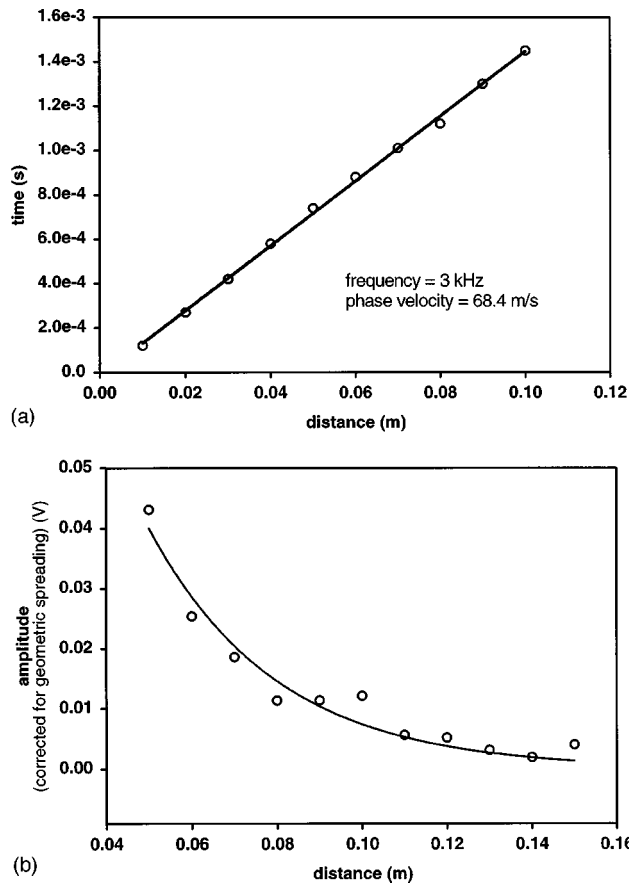 1.6e-3
1.4e-3
1.2e-3
1.0e-3
8.0e-4
6.0e-4
4.0e-4
2.0e-4
0.0
time (s)
frequency = 3 kHz
phase velocity = 68.4 m/s
0.00 0.02 0.04 0.06 0.08 0.10 0.12
(a)
distance (m)
0.05
0.04
0.03
0.02
0.01
0.00
amplitude
(corrected for geometric spreading) (V)
0.04 0.06 0.08 0.10 0.12 0.14 0.16
(b)
distance (m)